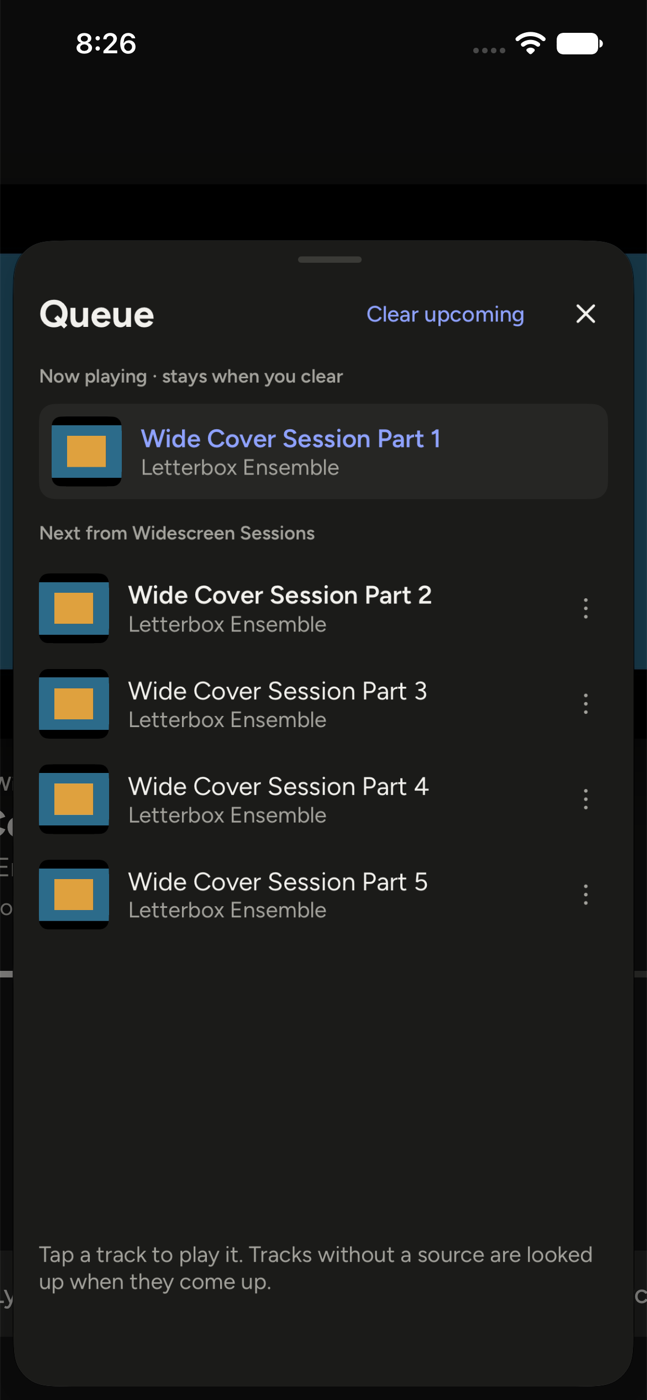 8:26
Queue
Clear upcoming
Now playing · stays when you clear
Wide Cover Session Part 1
Letterbox Ensemble
Next from Widescreen Sessions
Wide Cover Session Part 2
Letterbox Ensemble
Wide Cover Session Part 3
Letterbox Ensemble
Wide Cover Session Part 4
Letterbox Ensemble
Wide Cover Session Part 5
Letterbox Ensemble
Tap a track to play it. Tracks without a source are looked
up when they come up.